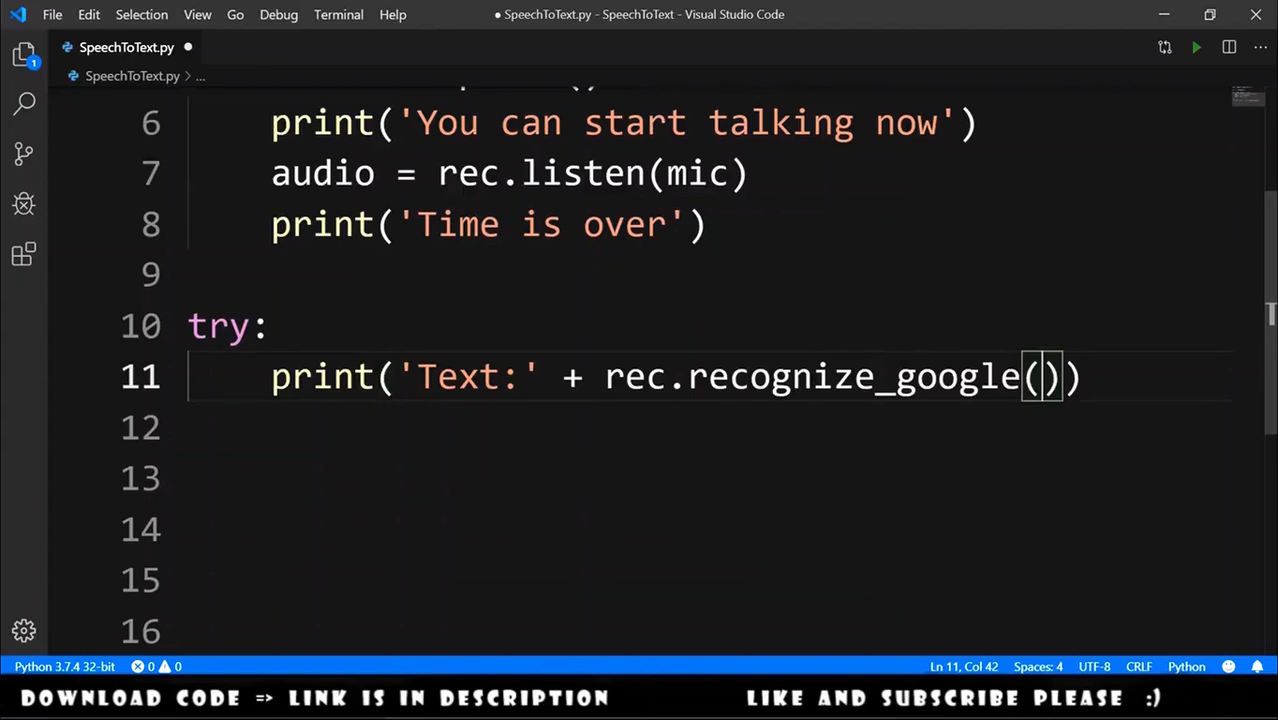 File Edit Selection View Go Debug Terminal Help ● SpeechToText.py - SpeechToText - Visual Studio Code
SpeechToText.py ●
SpeechToText.py > ...
6 print('You can start talking now')
7 audio = rec.listen(mic)
8 print('Time is over')
9
10 try:
11 print('Text:' + rec.recognize_google())
12
13
14
15
16
1
Python 3.7.4 32-bit 0 0 Ln 11, Col 42 Spaces: 4 UTF-8 CRLF Python
DOWNLOAD CODE => LINK IS IN DESCRIPTION LIKE AND SUBSCRIBE PLEASE :)